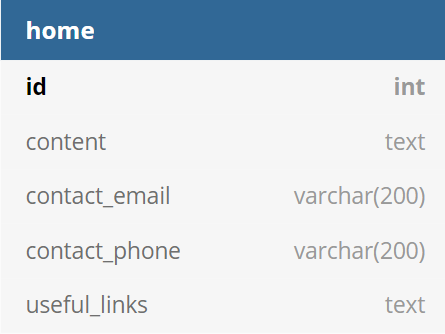 home
id int
content text
contact_email varchar(200)
contact_phone varchar(200)
useful_links text